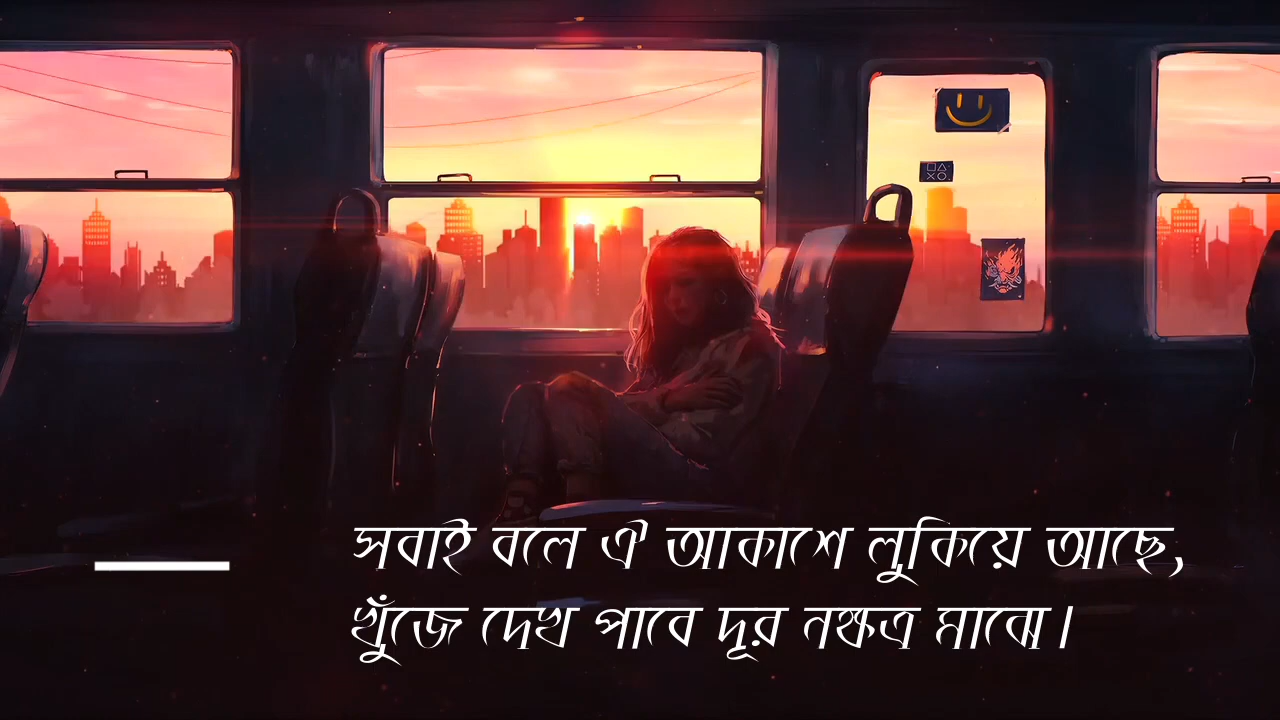 সবাই বলে ঐ আকাশে লুকিয়ে আছে,
খুঁজে দেখ পাবে দূর নক্ষত্র মাঝে।